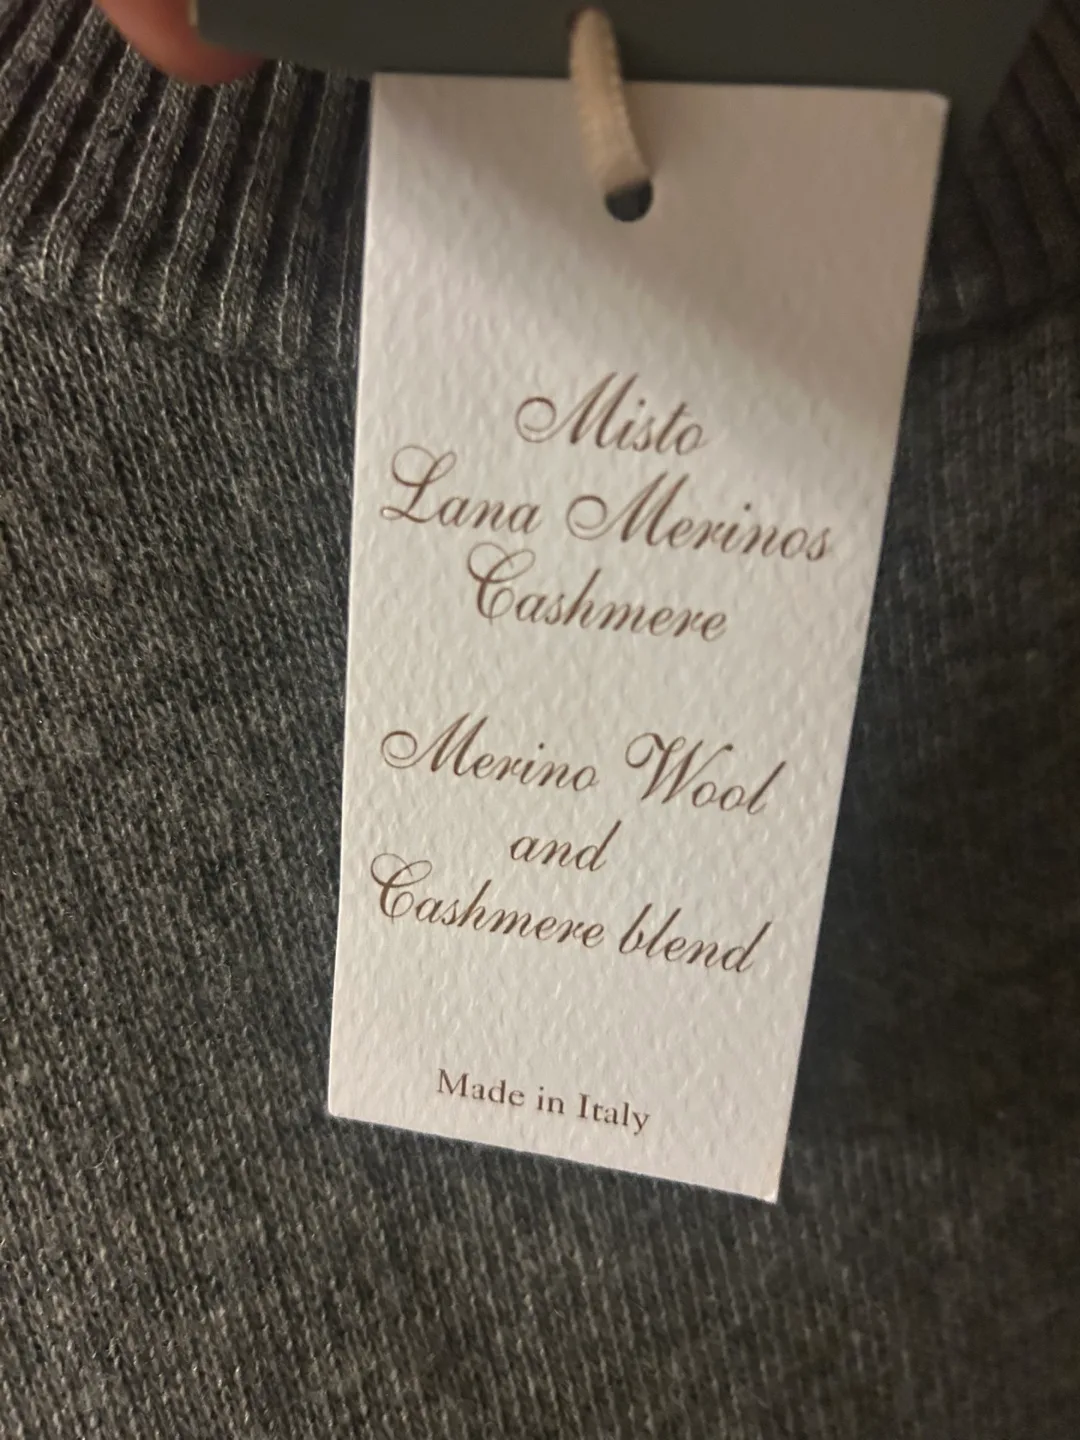 Misto
Lana Merinos
Cashmere
Merino Wool
and
Cashmere blend
Made in Italy